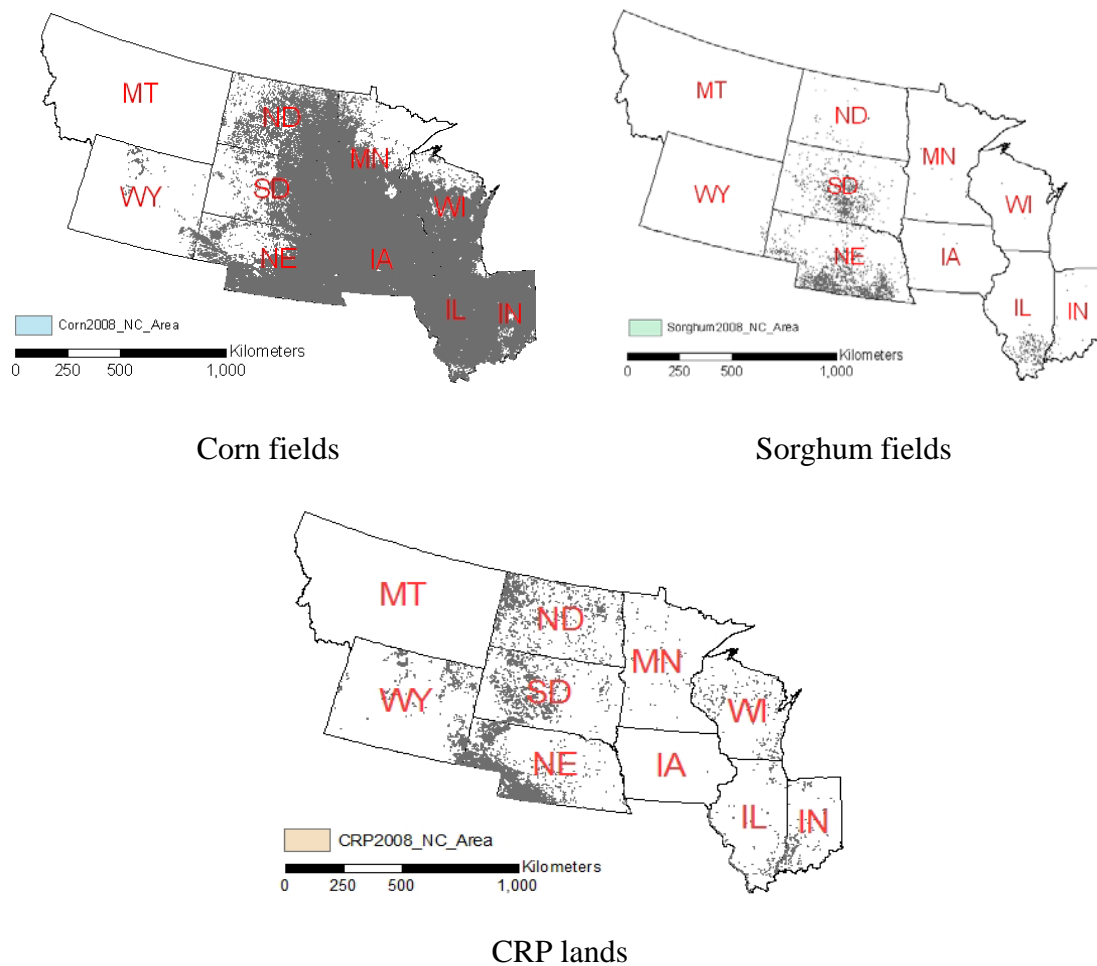 MT
ND
MN
WY
SD
WI
NE
IA
IL
IN
Corn2008_NC_Area
Kilometers
0 250 500 1,000
Corn fields
MT
ND
MN
WY
SD
WI
NE
IA
IL
IN
Sorghum2008_NC_Area
Kilometers
0 250 500 1,000
Sorghum fields
MT
ND
MN
WY
SD
WI
NE
IA
IL
IN
CRP2008_NC_Area
Kilometers
0 250 500 1,000
CRP lands